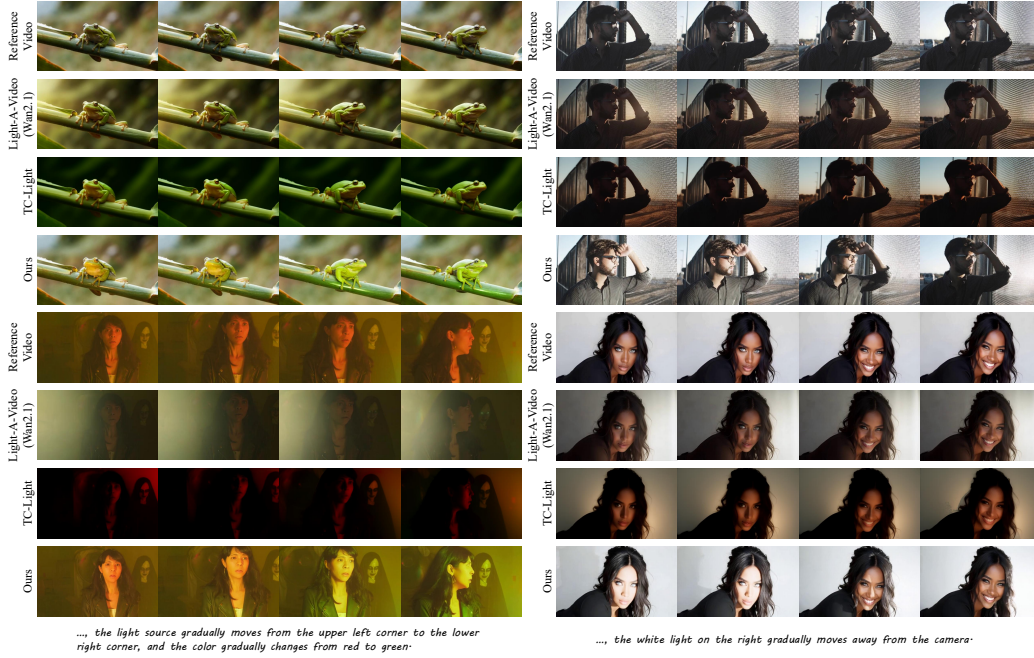 Reference
Video
Light-A-Video
(Wan2.1)
TC-Light
Ours
Reference
Video
Light-A-Video
(Wan2.1)
TC-Light
Ours
Reference
Video
Light-A-Video
(Wan2.1)
TC-Light
Ours
Reference
Video
Light-A-Video
(Wan2.1)
TC-Light
Ours
..., the light source gradually moves from the upper left corner to the lower
right corner, and the color gradually changes from red to green.
..., the white light on the right gradually moves away from the camera.